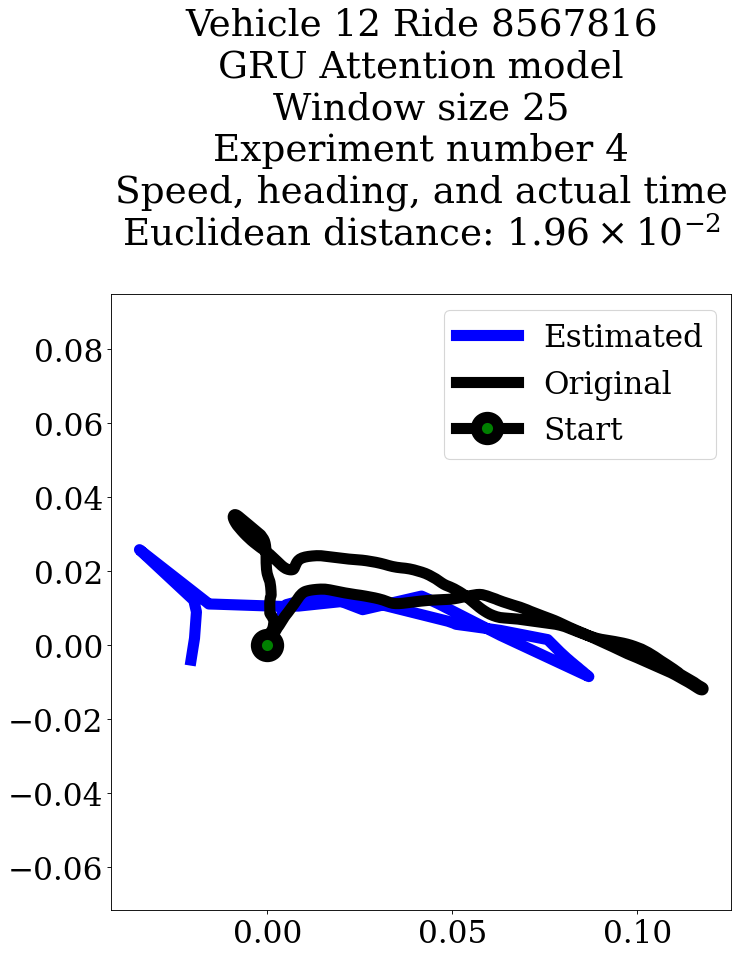 Vehicle 12 Ride 8567816
GRU Attention model
Window size 25
Experiment number 4
Speed, heading, and actual time
Euclidean distance: 1.96 × 10⁻²
Estimated
Original
Start
0.08
0.06
0.04
0.02
0.00
−0.02
−0.04
−0.06
0.00 0.05 0.10